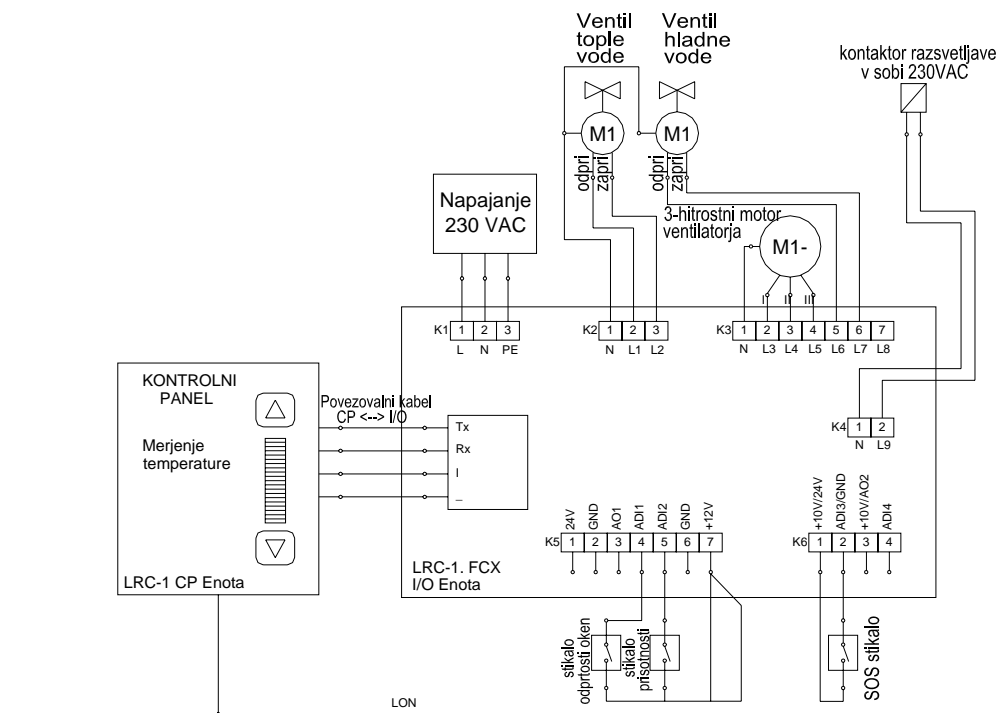 Ventil
tople
vode
Ventil
hladne
vode
kontaktor razsvetljave
v sobi 230VAC
M1
M1
odpri
zapri
odpri
zapri
Napajanje
230 VAC
3-hitrostni motor
ventilatorja
M1-
I
II
III
K1 1 2 3
L N PE
K2 1 2 3
N L1 L2
K3 1 2 3 4 5 6 7
N L3 L4 L5 L6 L7 L8
KONTROLNI
PANEL
Merjenje
temperature
LRC-1 CP Enota
Povezovalni kabel
CP <--> I/O
Tx
Rx
I
_
K4 1 2
N L9
24V
GND
AO1
ADI1
ADI2
GND
+12V
K5 1 2 3 4 5 6 7
+10V/24V
ADI3/GND
+10V/AO2
ADI4
K6 1 2 3 4
LRC-1. FCX
I/O Enota
stikalo
odprtosti oken
stikalo
prisotnosti
SOS stikalo
LON